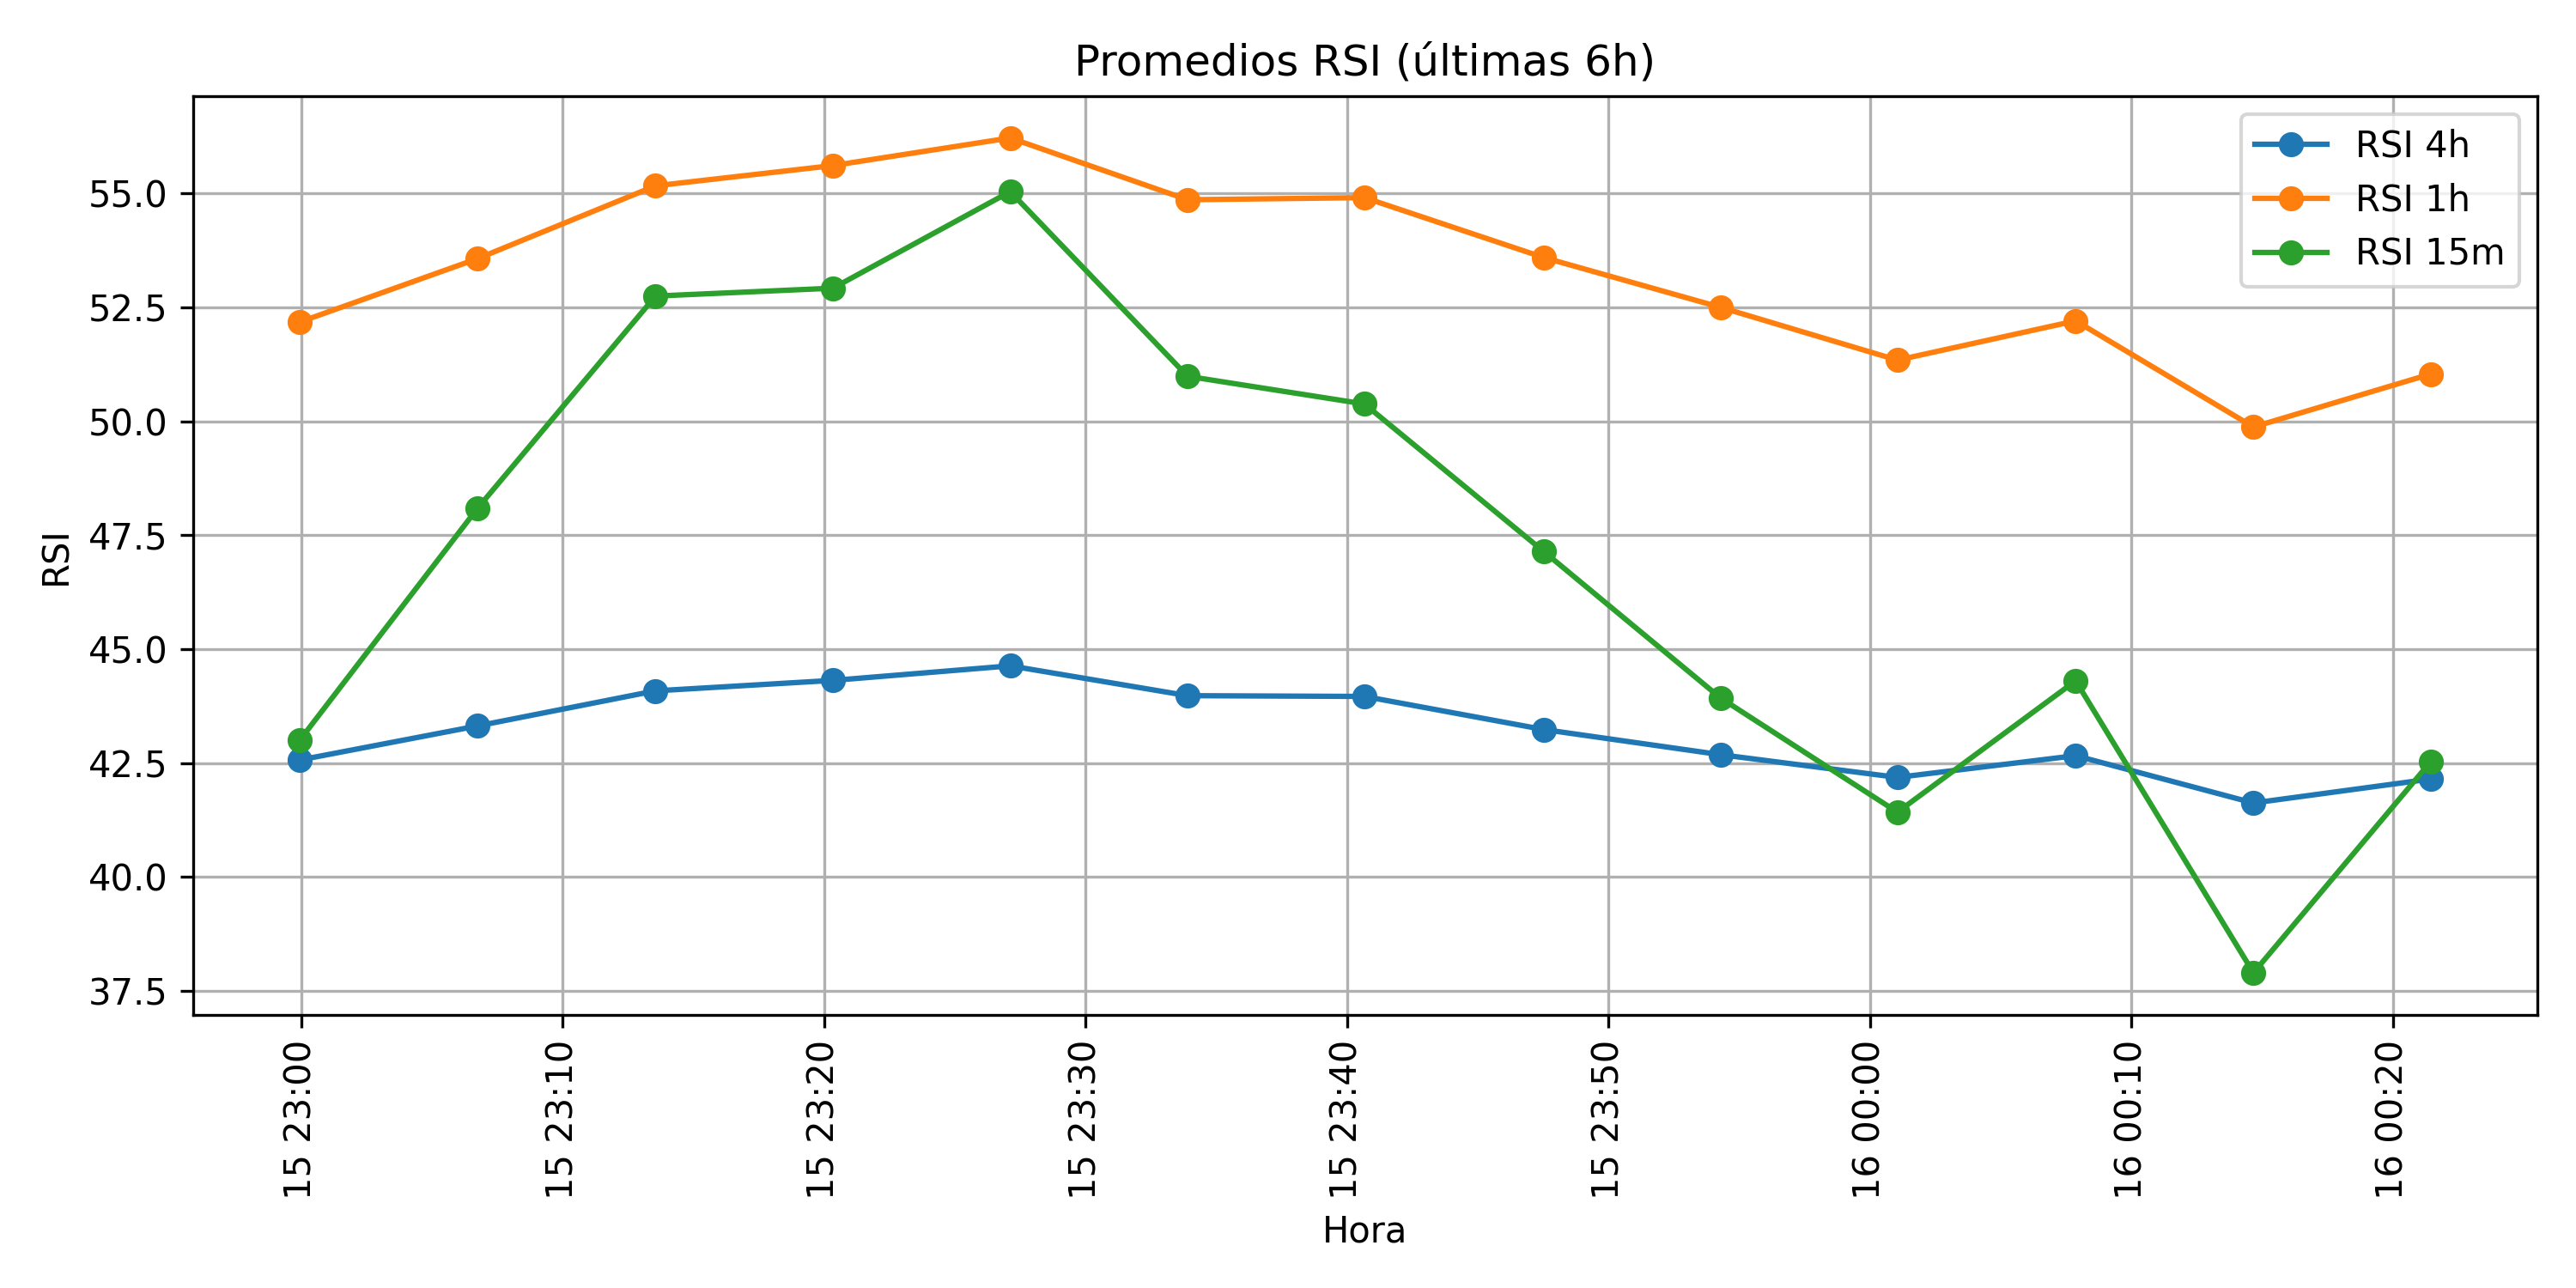 Promedios RSI (últimas 6h)
RSI 4h
RSI 1h
RSI 15m
RSI
55.0
52.5
50.0
47.5
45.0
42.5
40.0
37.5
15 23:00
15 23:10
15 23:20
15 23:30
15 23:40
15 23:50
16 00:00
16 00:10
16 00:20
Hora